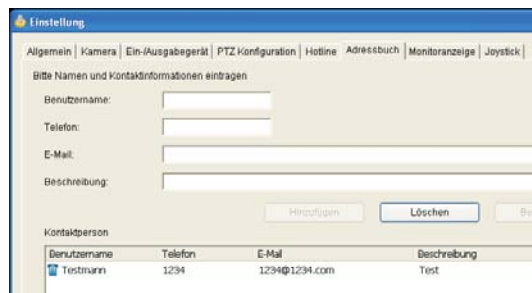 Einstellung
Allgemein Kamera Ein-/Ausgabegerät PTZ Konfiguration Hotline Adressbuch Monitoranzeige Joystick
Bitte Namen und Kontaktinformationen eintragen
Benutzername:
Telefon:
E-Mail:
Beschreibung:
Hinzufügen Löschen
Kontaktperson
Benutzername Telefon E-Mail Beschreibung
Testmann 1234 1234@1234.com Test